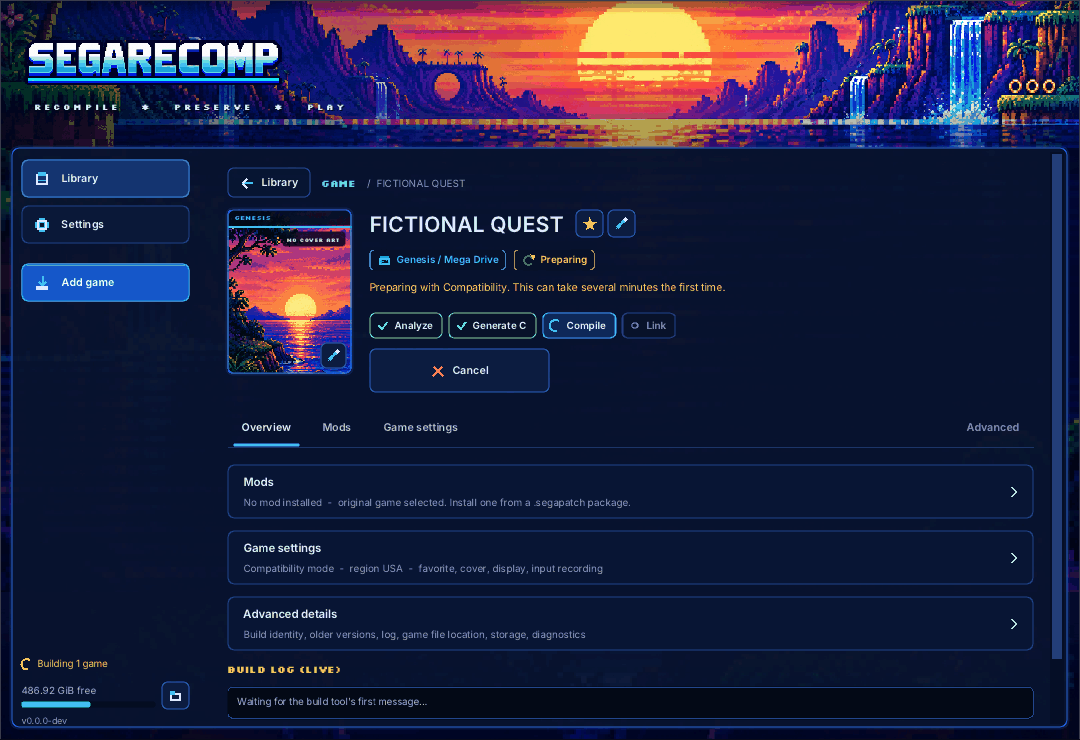 SEGARECOMP
RECOMPILE * PRESERVE * PLAY
Library
Settings
Add game
Library GAME / FICTIONAL QUEST
GENESIS
NO COVER ART
FICTIONAL QUEST
Genesis / Mega Drive Preparing
Preparing with Compatibility. This can take several minutes the first time.
Analyze Generate C Compile Link
Cancel
Overview Mods Game settings Advanced
Mods
No mod installed - original game selected. Install one from a .segapatch package.
Game settings
Compatibility mode - region USA - favorite, cover, display, input recording
Advanced details
Build identity, older versions, log, game file location, storage, diagnostics
BUILD LOG (LIVE)
Waiting for the build tool's first message...
Building 1 game
486.92 GiB free
v0.0.0-dev